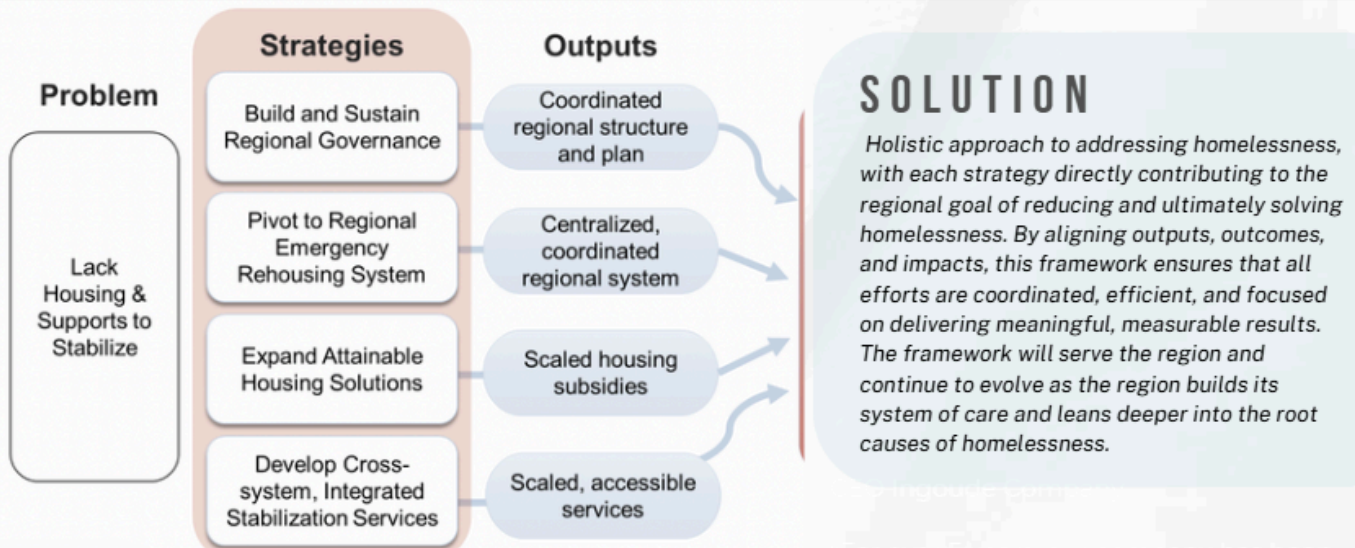 Problem
Lack
Housing &
Supports to
Stabilize
Strategies
Build and Sustain
Regional Governance
Pivot to Regional
Emergency
Rehousing System
Expand Attainable
Housing Solutions
Develop Cross-
system, Integrated
Stabilization Services
Outputs
Coordinated
regional structure
and plan
Centralized,
coordinated
regional system
Scaled housing
subsidies
Scaled, accessible
services
SOLUTION
Holistic approach to addressing homelessness,
with each strategy directly contributing to the
regional goal of reducing and ultimately solving
homelessness. By aligning outputs, outcomes,
and impacts, this framework ensures that all
efforts are coordinated, efficient, and focused
on delivering meaningful, measurable results.
The framework will serve the region and
continue to evolve as the region builds its
system of care and leans deeper into the root
causes of homelessness.